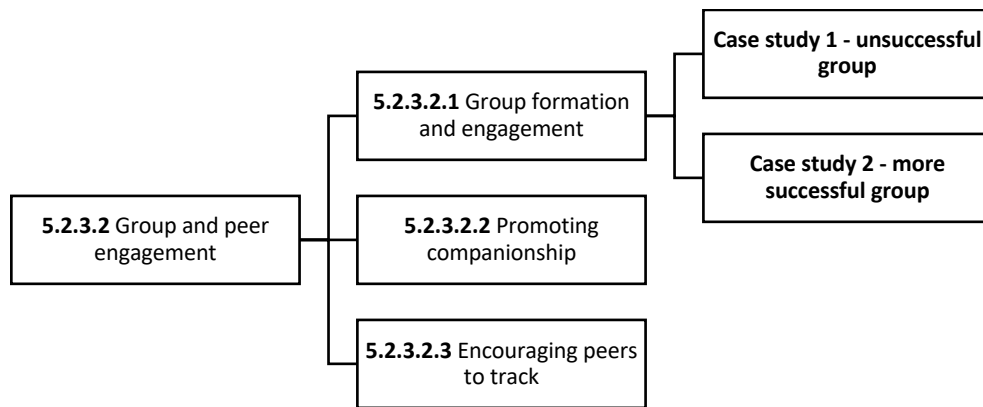 Case study 1 - unsuccessful
group
5.2.3.2.1 Group formation
and engagement
Case study 2 - more
successful group
5.2.3.2 Group and peer
engagement
5.2.3.2.2 Promoting
companionship
5.2.3.2.3 Encouraging peers
to track